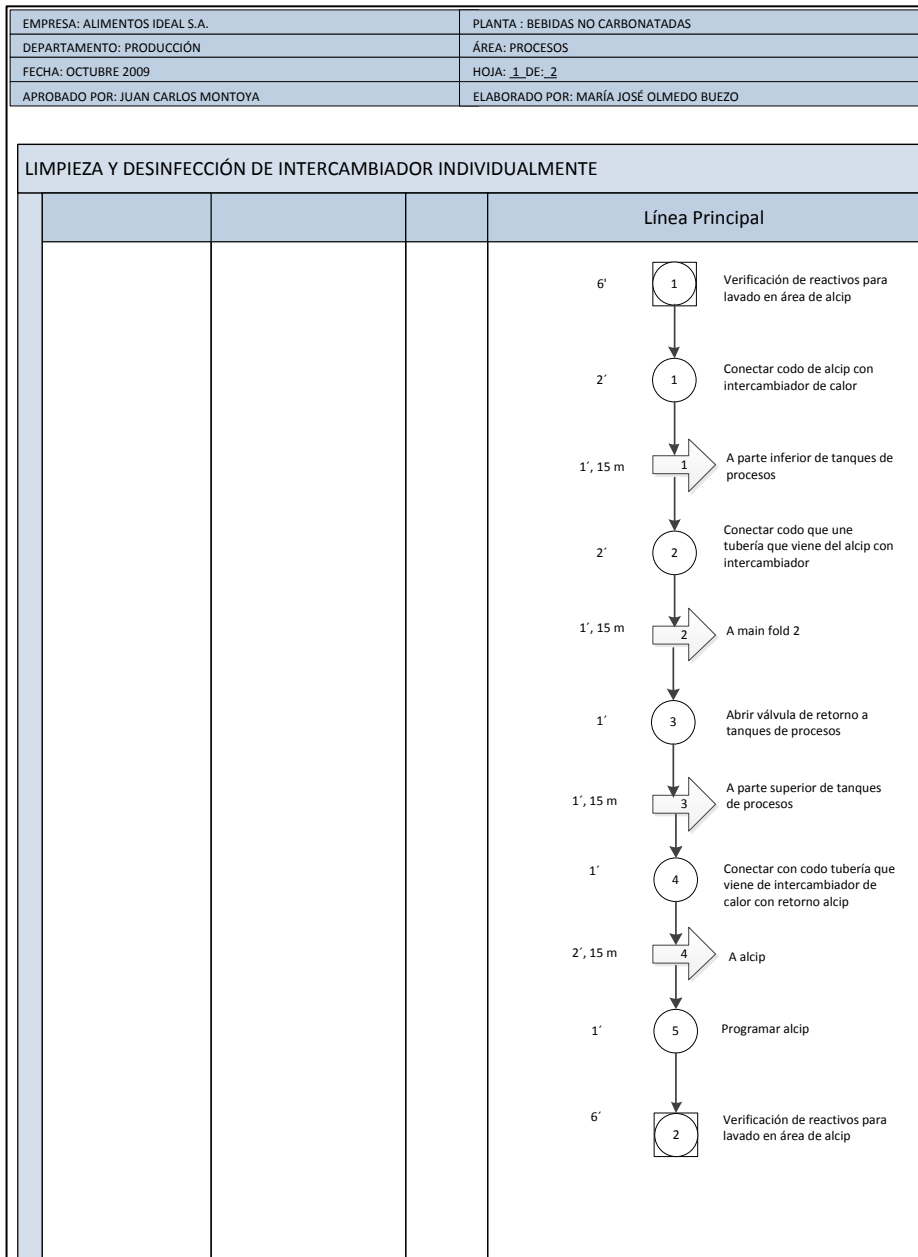 EMPRESA: ALIMENTOS IDEAL S.A.
PLANTA : BEBIDAS NO CARBONATADAS
DEPARTAMENTO: PRODUCCIÓN
ÁREA: PROCESOS
FECHA: OCTUBRE 2009
HOJA: 1 DE: 2
APROBADO POR: JUAN CARLOS MONTOYA
ELABORADO POR: MARÍA JOSÉ OLMEDO BUEZO
LIMPIEZA Y DESINFECCIÓN DE INTERCAMBIADOR INDIVIDUALMENTE
Línea Principal
6'
1
Verificación de reactivos para
lavado en área de alcip
2´
1
Conectar codo de alcip con
intercambiador de calor
1´, 15 m
1
A parte inferior de tanques de
procesos
2´
2
Conectar codo que une
tubería que viene del alcip con
intercambiador
1´, 15 m
2
A main fold 2
1´
3
Abrir válvula de retorno a
tanques de procesos
1´, 15 m
3
A parte superior de tanques
de procesos
1´
4
Conectar con codo tubería que
viene de intercambiador de
calor con retorno alcip
2´, 15 m
4
A alcip
1´
5
Programar alcip
6´
2
Verificación de reactivos para
lavado en área de alcip